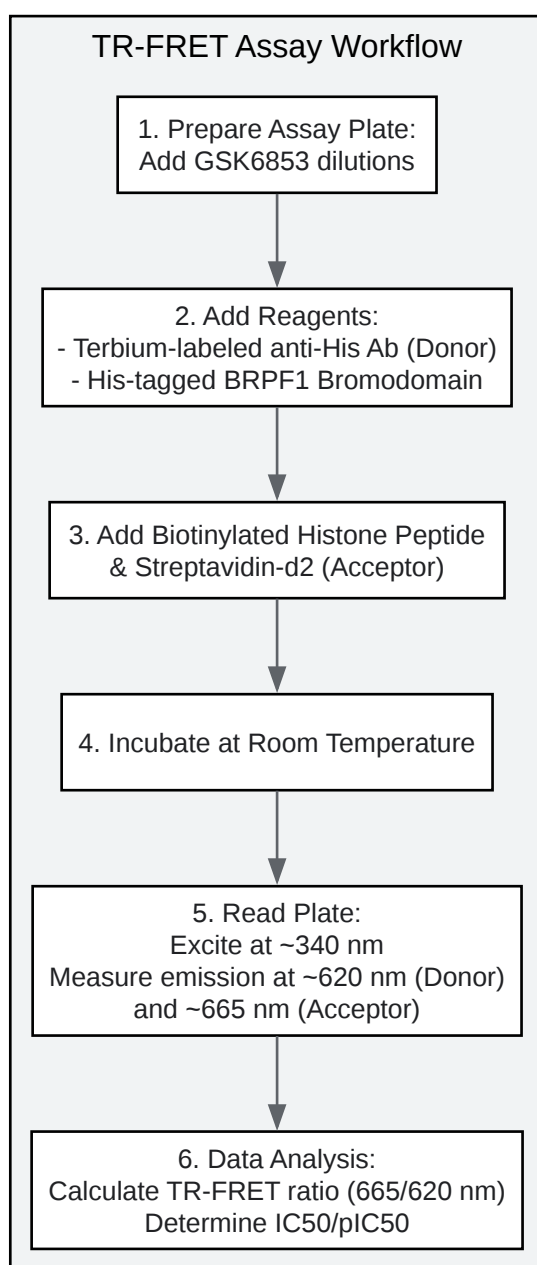 TR-FRET Assay Workflow
1. Prepare Assay Plate:
Add GSK6853 dilutions
2. Add Reagents:
- Terbium-labeled anti-His Ab (Donor)
- His-tagged BRPF1 Bromodomain
3. Add Biotinylated Histone Peptide
& Streptavidin-d2 (Acceptor)
4. Incubate at Room Temperature
5. Read Plate:
Excite at ~340 nm
Measure emission at ~620 nm (Donor)
and ~665 nm (Acceptor)
6. Data Analysis:
Calculate TR-FRET ratio (665/620 nm)
Determine IC50/pIC50